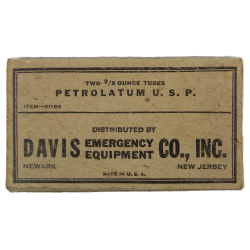 TWO 3/8 OUNCE TUBES
PETROLATUM U. S. P.
DISTRIBUTED BY
DAVIS EMERGENCY EQUIPMENT CO., INC.
NEWARK NEW JERSEY
MADE IN U. S. A.